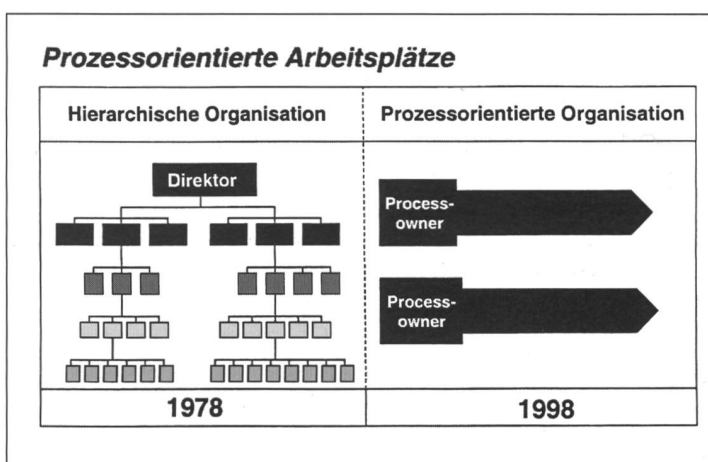 Prozessorientierte Arbeitsplätze
Hierarchische Organisation
Prozessorientierte Organisation
Direktor
Process-
owner
Process-
owner
1978
1998